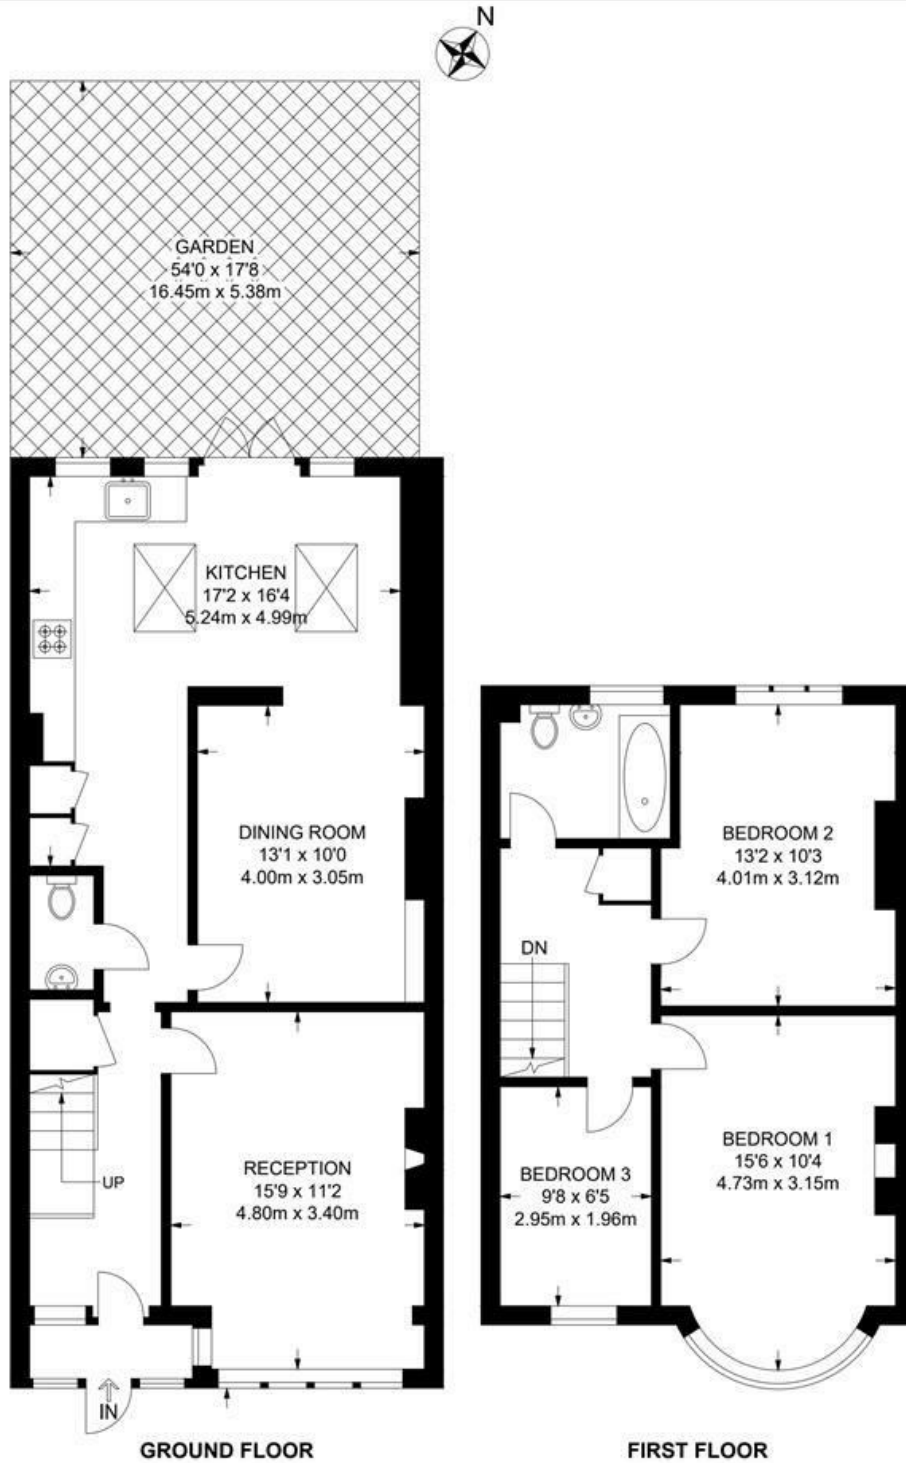 N
GARDEN
54'0 x 17'8
16.45m x 5.38m
KITCHEN
17'2 x 16'4
5.24m x 4.99m
DINING ROOM
13'1 x 10'0
4.00m x 3.05m
UP
RECEPTION
15'9 x 11'2
4.80m x 3.40m
IN
GROUND FLOOR
BEDROOM 2
13'2 x 10'3
4.01m x 3.12m
DN
BEDROOM 1
15'6 x 10'4
4.73m x 3.15m
BEDROOM 3
9'8 x 6'5
2.95m x 1.96m
FIRST FLOOR